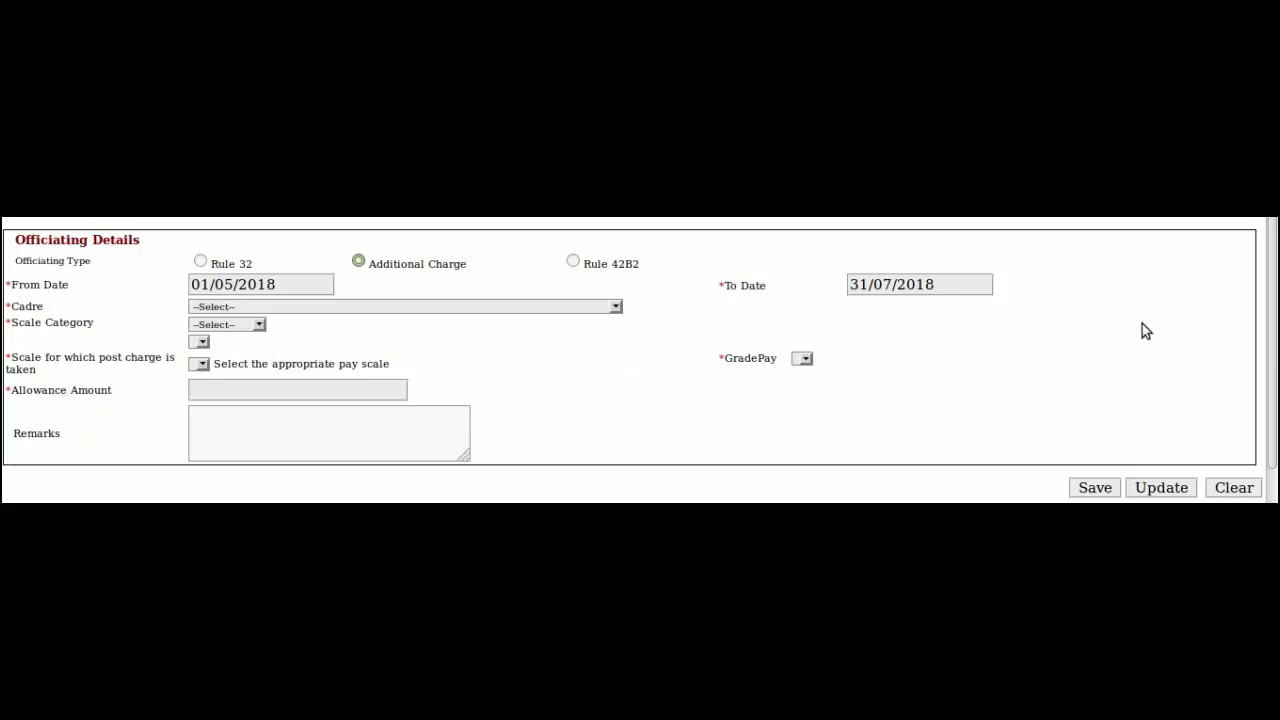 Officiating Details
Officiating Type Rule 32 Additional Charge Rule 42B2
*From Date 01/05/2018 *To Date 31/07/2018
*Cadre --Select--
*Scale Category --Select--
*Scale for which post charge is
taken Select the appropriate pay scale *GradePay
*Allowance Amount
Remarks
Save Update Clear